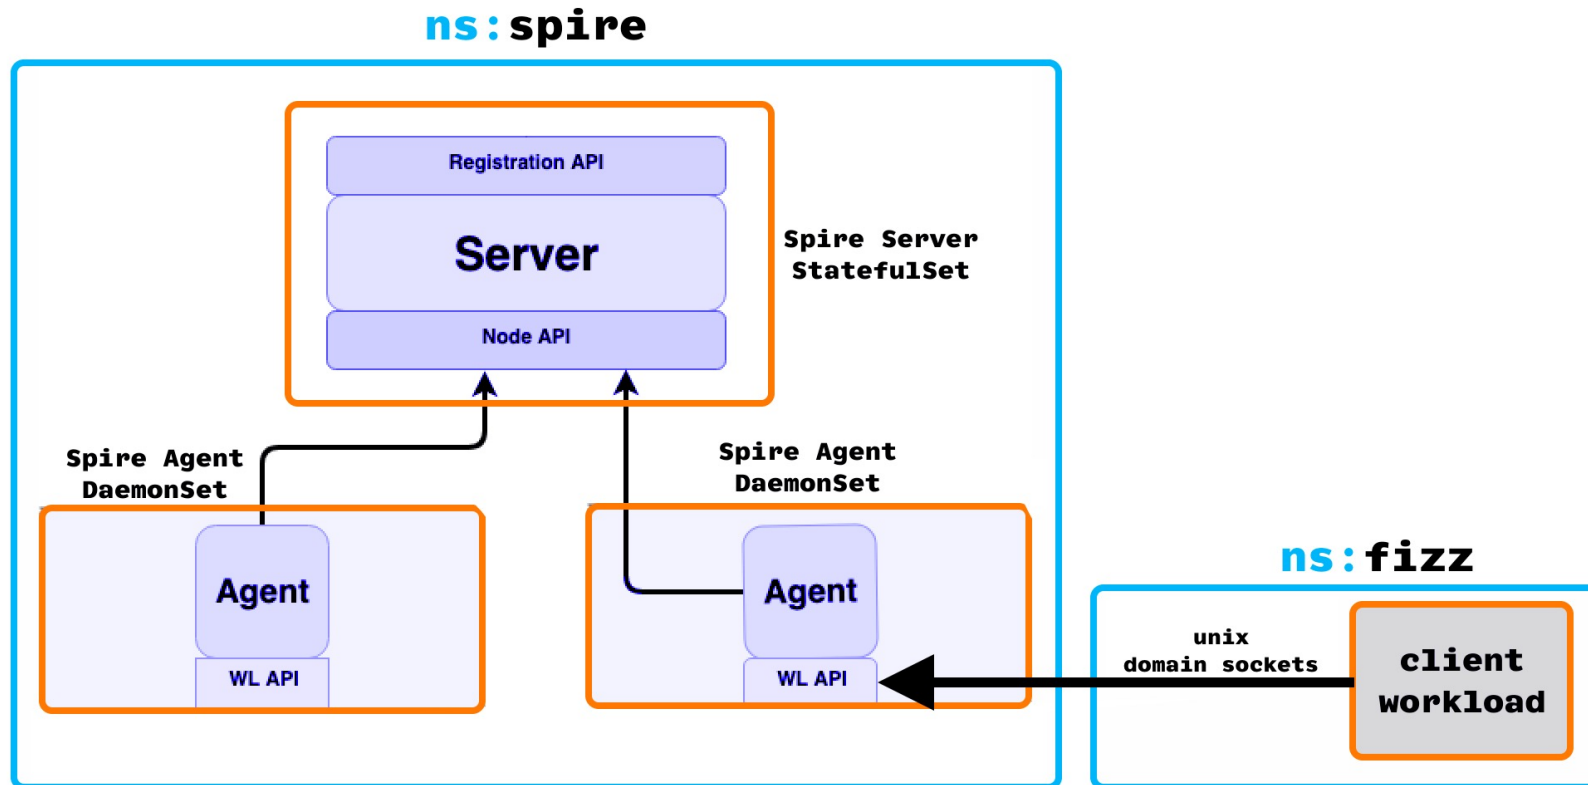 ns:spire
Registration API
Server
Node API
Spire Server
StatefulSet
Spire Agent
DaemonSet
Agent
WL API
Spire Agent
DaemonSet
Agent
WL API
ns:fizz
unix
domain sockets
client
workload